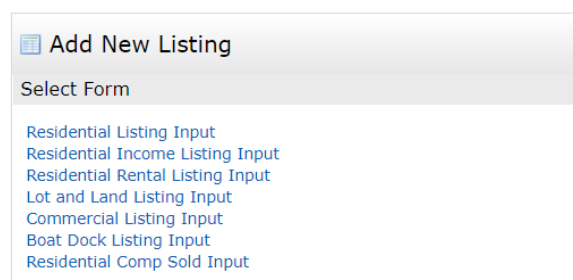 Add New Listing
Select Form
Residential Listing Input
Residential Income Listing Input
Residential Rental Listing Input
Lot and Land Listing Input
Commercial Listing Input
Boat Dock Listing Input
Residential Comp Sold Input